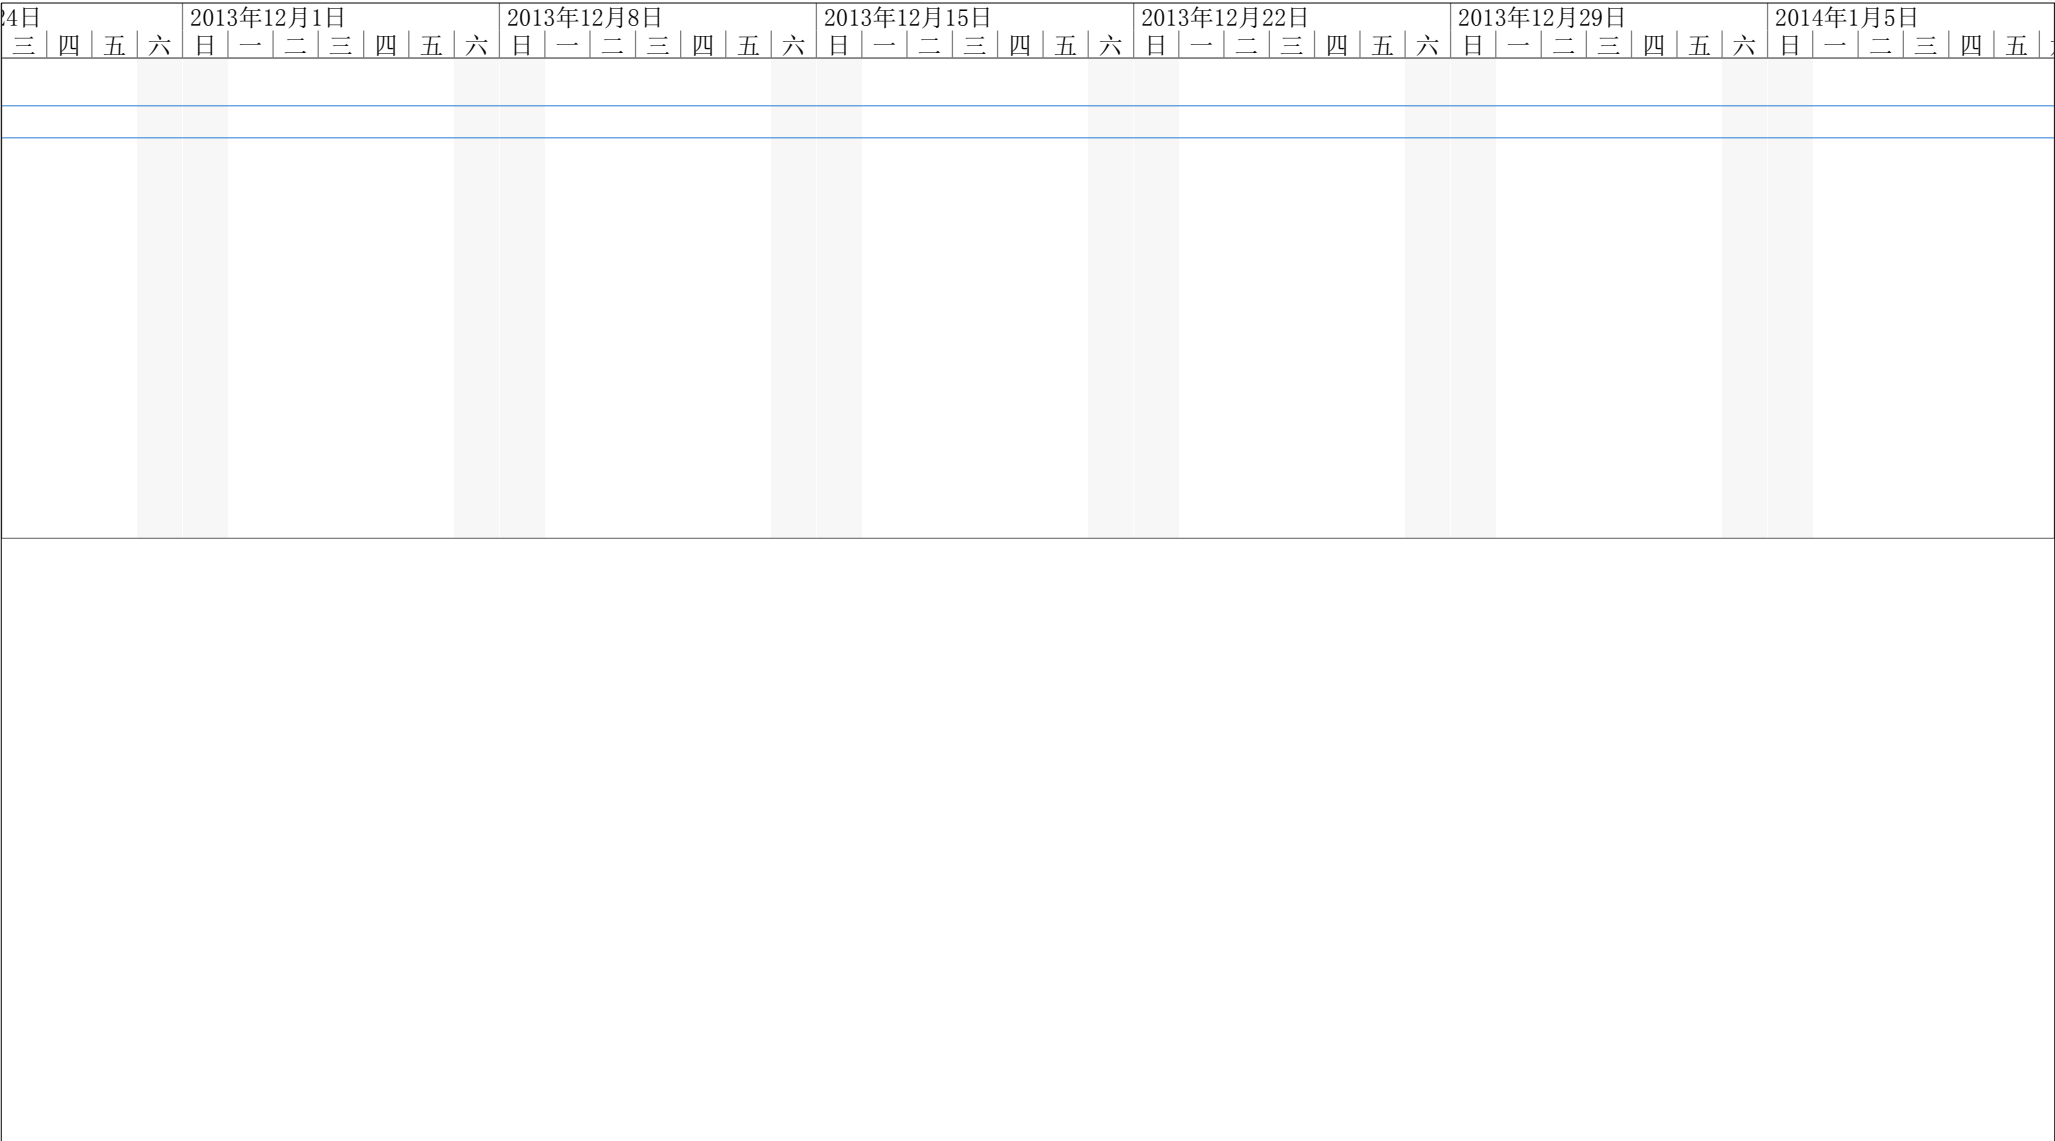 24日 2013年12月1日 2013年12月8日 2013年12月15日 2013年12月22日 2013年12月29日 2014年1月5日
三 四 五 六 日 一 二 三 四 五 六 日 一 二 三 四 五 六 日 一 二 三 四 五 六 日 一 二 三 四 五 六 日 一 二 三 四 五 六 日 一 二 三 四 五